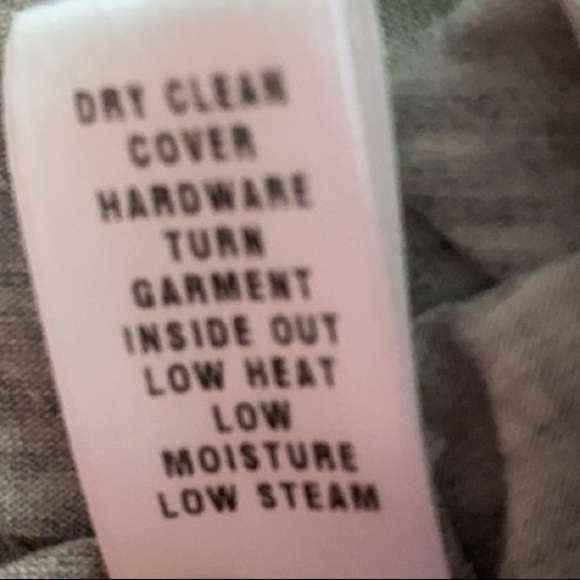 DRY CLEAN
COVER
HARDWARE
TURN
GARMENT
INSIDE OUT
LOW HEAT
LOW
MOISTURE
LOW STEAM